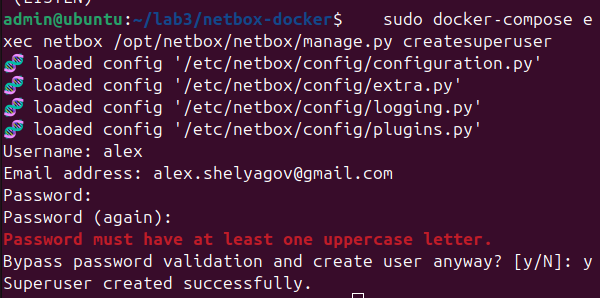 (LISTEN)
admin@ubuntu:~/lab3/netbox-docker$   sudo docker-compose e
xec netbox /opt/netbox/netbox/manage.py createsuperuser
🧬 loaded config '/etc/netbox/config/configuration.py'
🧬 loaded config '/etc/netbox/config/extra.py'
🧬 loaded config '/etc/netbox/config/logging.py'
🧬 loaded config '/etc/netbox/config/plugins.py'
Username: alex
Email address: alex.shelyagov@gmail.com
Password:
Password (again):
Password must have at least one uppercase letter.
Bypass password validation and create user anyway? [y/N]: y
Superuser created successfully.